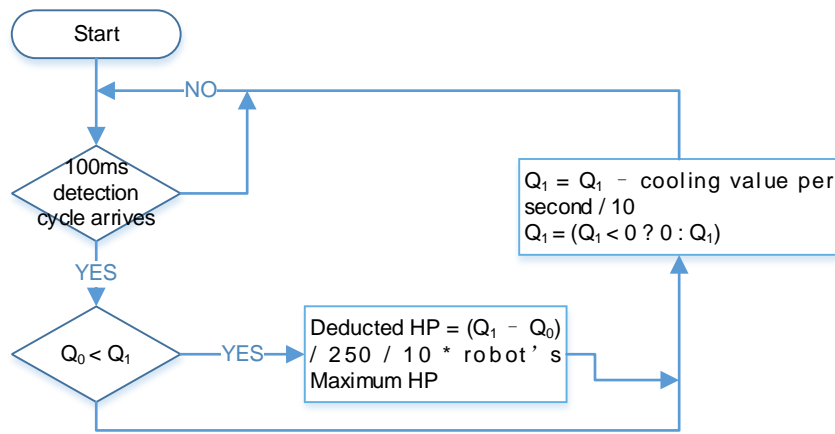 Start
NO
100ms
detection
cycle arrives
Q₁ = Q₁ – cooling value per
second / 10
Q₁ = (Q₁ < 0 ? 0 : Q₁)
YES
Q₀ < Q₁
YES
Deducted HP = (Q₁ – Q₀)
/ 250 / 10 * robot's
Maximum HP